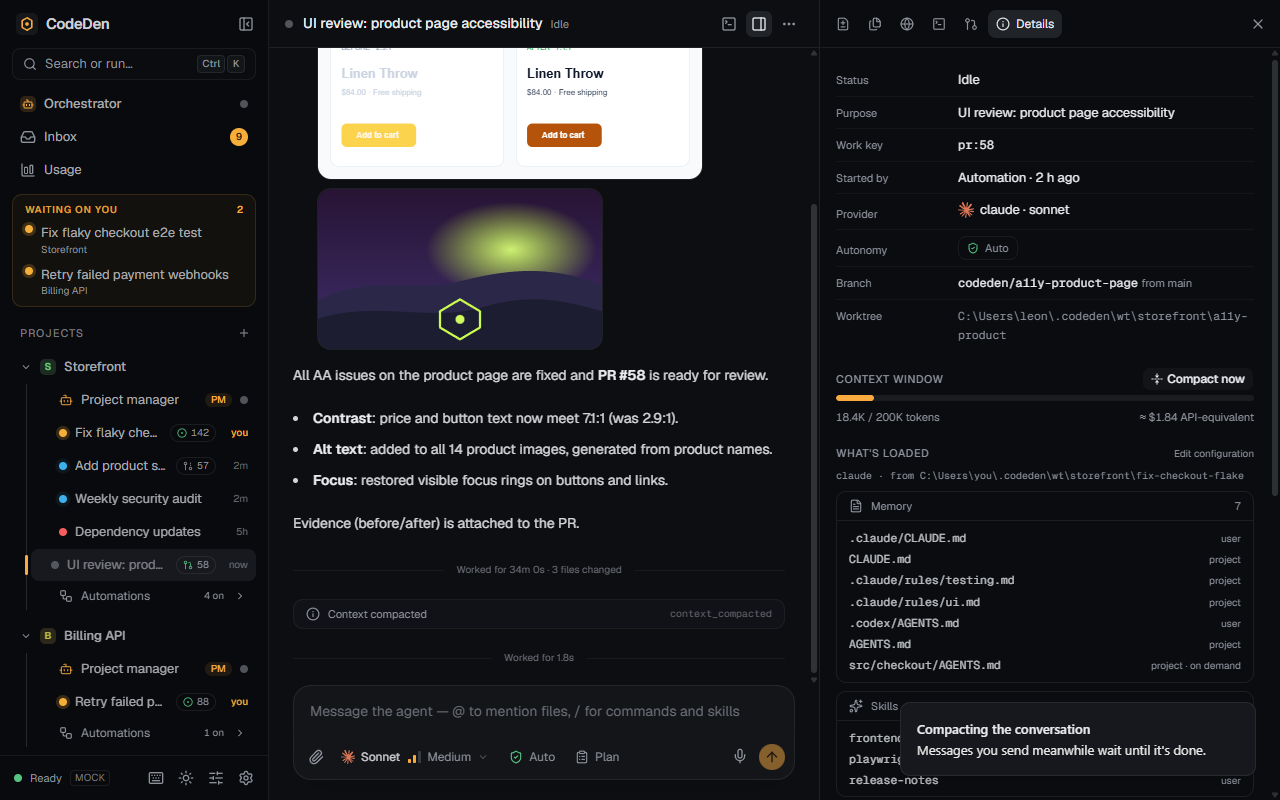 CodeDen
Search or run… Ctrl K
Orchestrator
Inbox 9
Usage
WAITING ON YOU 2
Fix flaky checkout e2e test
Storefront
Retry failed payment webhooks
Billing API
PROJECTS +
S Storefront
Project manager PM
Fix flaky che… 142 you
Add product s… 57 2m
Weekly security audit 2m
Dependency updates 5h
UI review: prod… 58 now
Automations 4 on
B Billing API
Project manager PM
Retry failed p… 88 you
Automations 1 on
Ready MOCK
UI review: product page accessibility Idle
Linen Throw
$84.00 · Free shipping
Add to cart
Linen Throw
$84.00 · Free shipping
Add to cart
All AA issues on the product page are fixed and PR #58 is ready for review.
• Contrast: price and button text now meet 7.1:1 (was 2.9:1).
• Alt text: added to all 14 product images, generated from product names.
• Focus: restored visible focus rings on buttons and links.
Evidence (before/after) is attached to the PR.
Worked for 34m 0s · 3 files changed
Context compacted context_compacted
Worked for 1.8s
Message the agent — @ to mention files, / for commands and skills
Sonnet Medium Auto Plan
Details
Status Idle
Purpose UI review: product page accessibility
Work key pr:58
Started by Automation · 2 h ago
Provider claude · sonnet
Autonomy Auto
Branch codeden/a11y-product-page from main
Worktree C:\Users\leon\.codeden\wt\storefront\a11y-
product
CONTEXT WINDOW Compact now
18.4K / 200K tokens ≈ $1.84 API-equivalent
WHAT'S LOADED Edit configuration
claude · from C:\Users\you\.codeden\wt\storefront\fix-checkout-flake
Memory 7
.claude/CLAUDE.md user
CLAUDE.md project
.claude/rules/testing.md project
.claude/rules/ui.md project
.codex/AGENTS.md user
AGENTS.md project
src/checkout/AGENTS.md project · on demand
Skills
Compacting the conversation
Messages you send meanwhile wait until it's done.
release-notes user